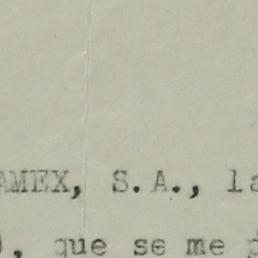 AMEX, S.A., la
), que se me p